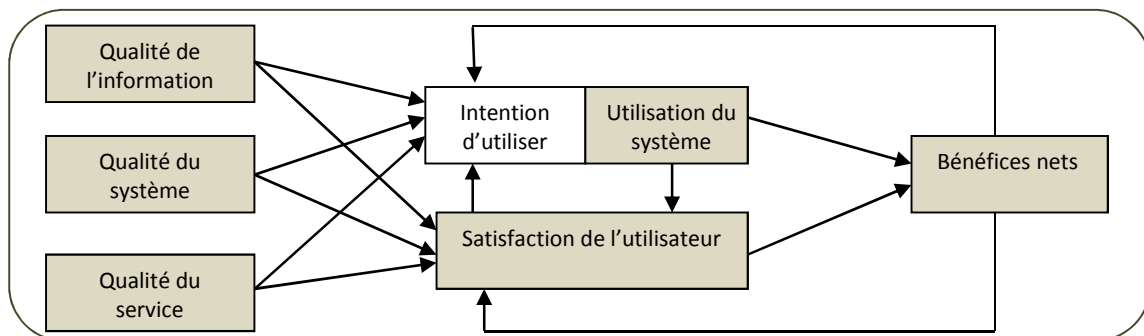 Qualité de
l’information
Qualité du
système
Qualité du
service
Intention
d’utiliser
Utilisation du
système
Satisfaction de l’utilisateur
Bénéfices nets